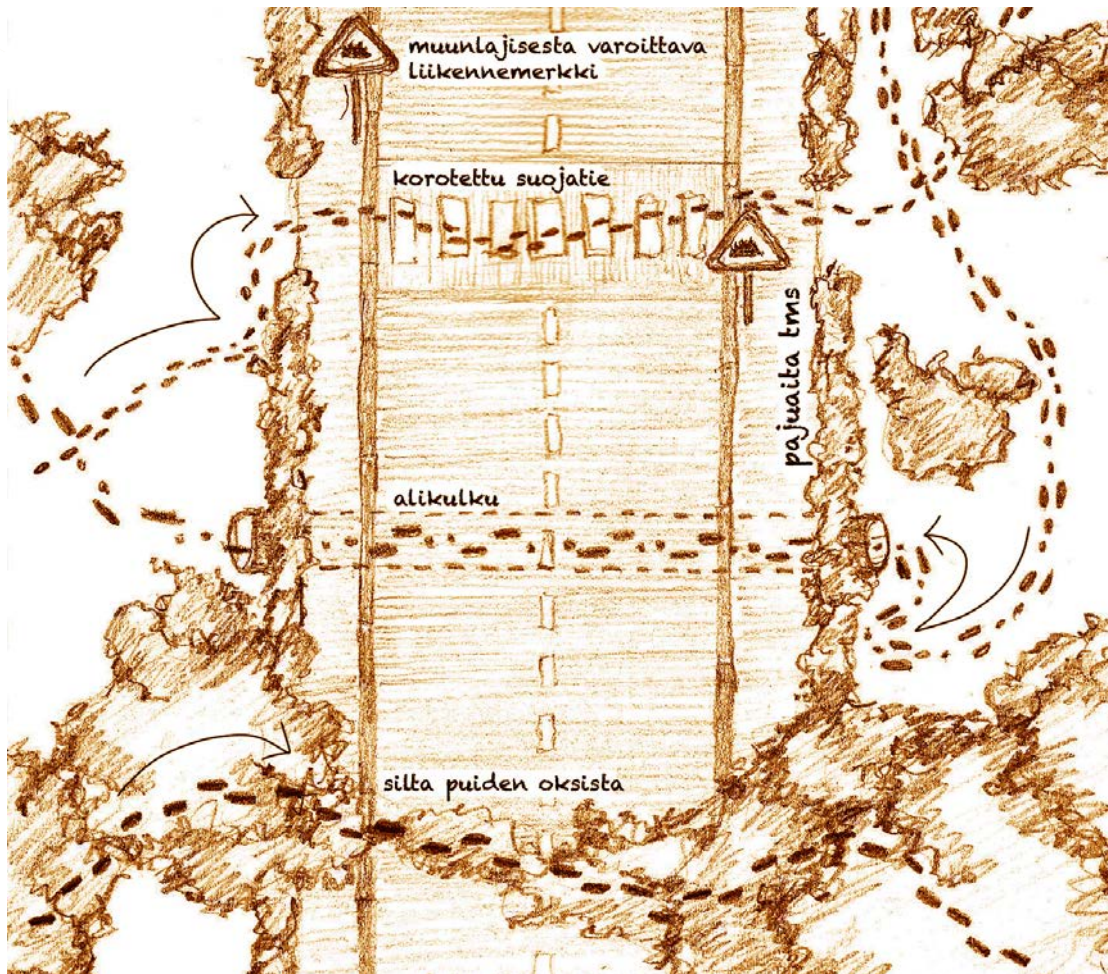 muunlajisesta varoittava
liikennemerkki
korotettu suojatie
pajuaita tms
alikulku
silta puiden oksista